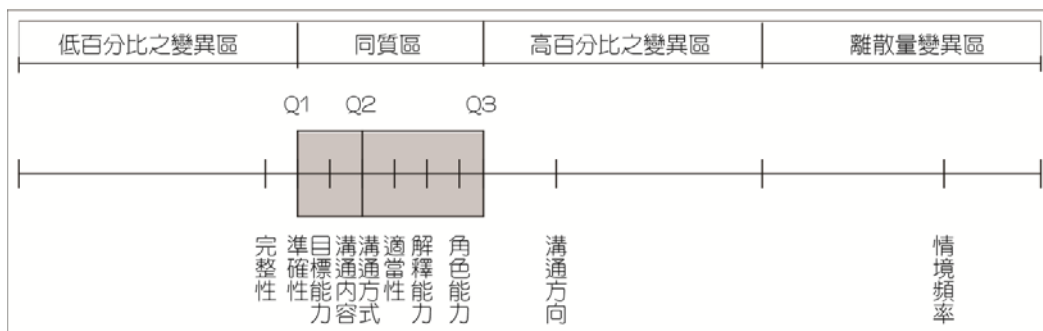 低百分比之變異區
同質區
高百分比之變異區
離散量變異區
Q1
Q2
Q3
完整性
準確性
目標能力
溝通內容
溝通方式
適當性
解釋能力
角色能力
溝通方向
情境頻率